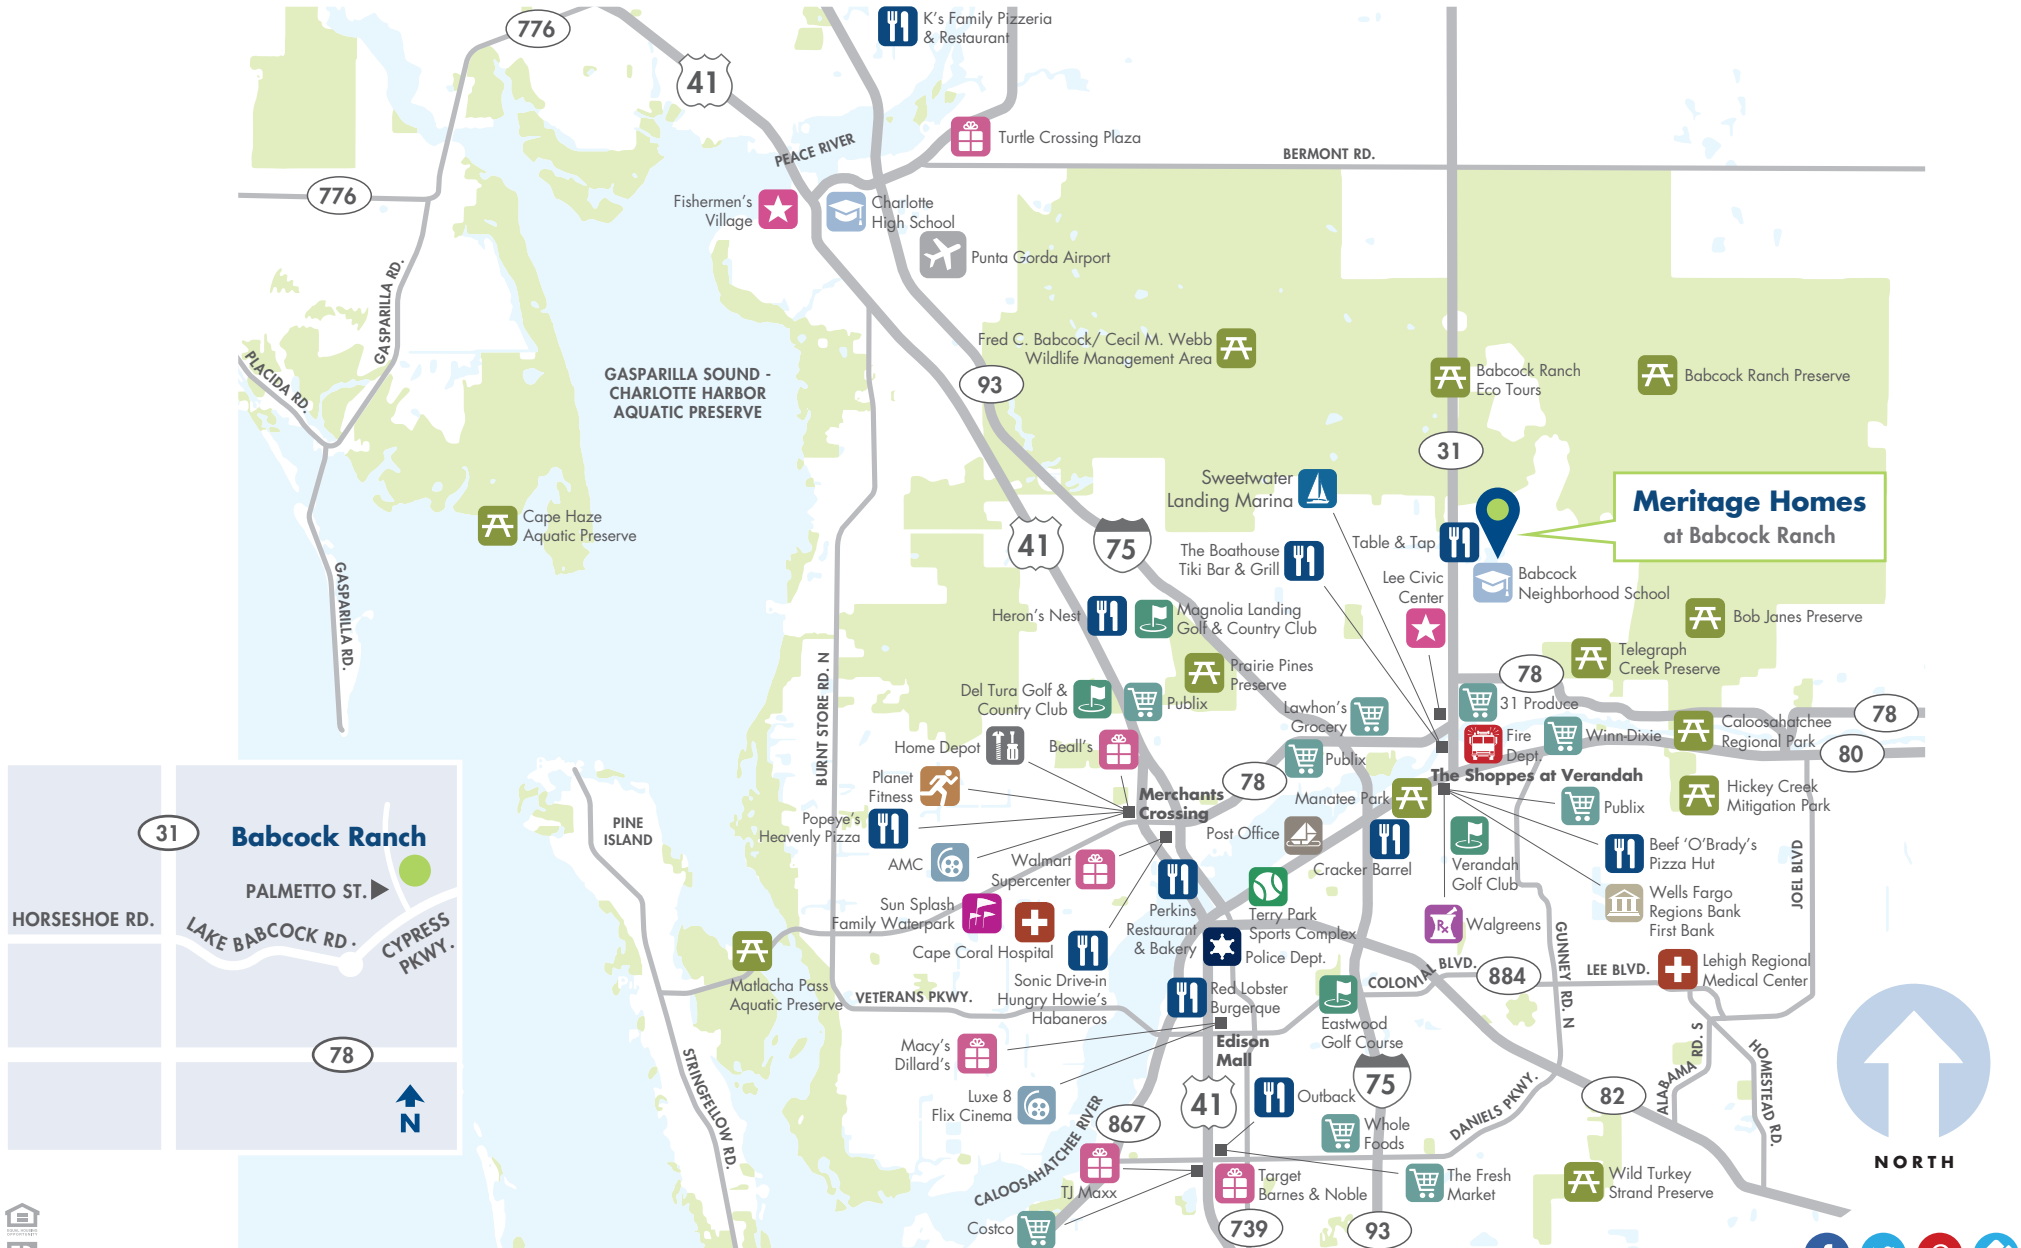 776
K's Family Pizzeria
& Restaurant
41
PEACE RIVER
Turtle Crossing Plaza
BERMONT RD.
776
Fishermen's
Village
Charlotte
High School
Punta Gorda Airport
GASPARILLA RD.
PLACIDA RD.
GASPARILLA SOUND -
CHARLOTTE HARBOR
AQUATIC PRESERVE
Fred C. Babcock/ Cecil M. Webb
Wildlife Management Area
93
Babcock Ranch
Eco Tours
Babcock Ranch Preserve
31
Sweetwater
Landing Marina
Meritage Homes
at Babcock Ranch
Cape Haze
Aquatic Preserve
41
75
The Boathouse
Tiki Bar & Grill
Table & Tap
Lee Civic
Center
Babcock
Neighborhood School
GASPARILLA RD.
Heron's Nest
Magnolia Landing
Golf & Country Club
Bob Janes Preserve
Telegraph
Creek Preserve
Prairie Pines
Preserve
78
BURNT STORE RD. N
Del Tura Golf &
Country Club
Publix
Lawhon's
Grocery
31 Produce
78
Caloosahatchee
Regional Park
Home Depot
Beall's
Fire
Dept.
Winn-Dixie
80
Publix
The Shoppes at Verandah
Planet
Fitness
78
Merchants
Crossing
Manatee Park
Publix
Hickey Creek
Mitigation Park
Popeye's
Heavenly Pizza
Post Office
PINE
ISLAND
31
Babcock Ranch
AMC
Walmart
Supercenter
Cracker Barrel
Verandah
Golf Club
Beef 'O'Brady's
Pizza Hut
JOEL BLVD
PALMETTO ST.
HORSESHOE RD.
LAKE BABCOCK RD.
CYPRESS
PKWY.
Sun Splash
Family Waterpark
Perkins
Restaurant
& Bakery
Terry Park
Sports Complex
Walgreens
Wells Fargo
Regions Bank
First Bank
Cape Coral Hospital
Police Dept.
GUNNEY RD. N
Matlacha Pass
Aquatic Preserve
VETERANS PKWY.
Sonic Drive-in
Hungry Howie's
Habaneros
Red Lobster
Burgerque
COLONIAL BLVD.
884
LEE BLVD.
Lehigh Regional
Medical Center
78
N
Macy's
Dillard's
Edison
Mall
Eastwood
Golf Course
STRINGFELLOW RD.
Luxe 8
Flix Cinema
867
41
Outback
75
DANIELS PKWY.
82
ALABAMA RD. S
HOMESTEAD RD.
CALOOSAHATCHEE RIVER
Whole
Foods
NORTH
TJ Maxx
Target
Barnes & Noble
The Fresh
Market
Wild Turkey
Strand Preserve
Costco
739
93